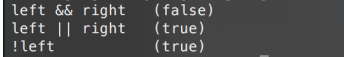 left && right   (false)
left || right   (true)
!left           (true)